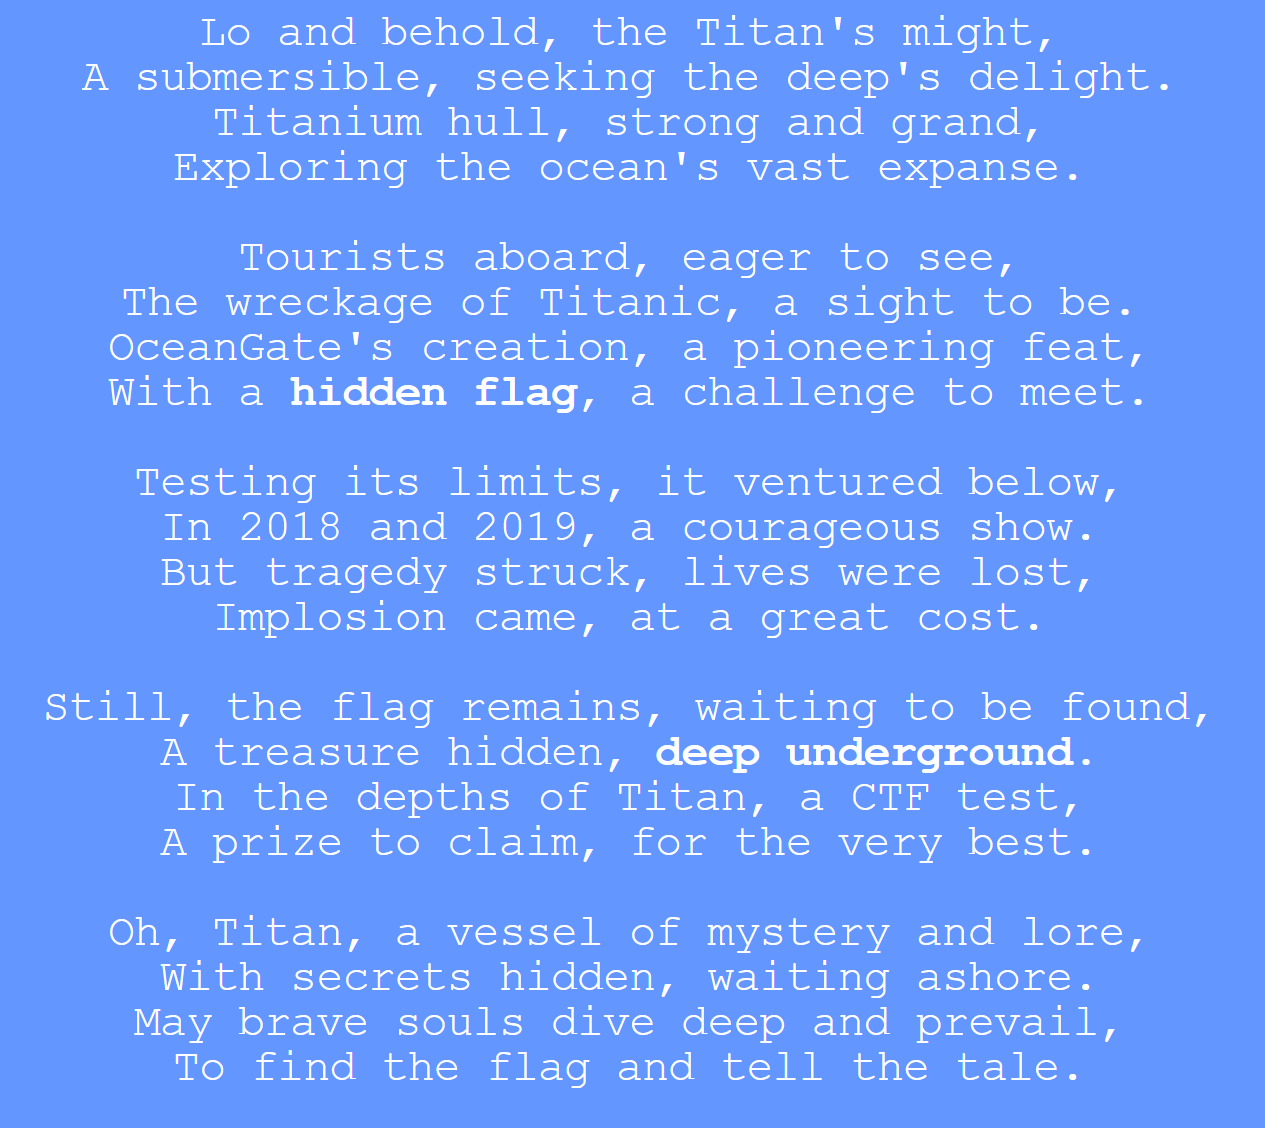 Lo and behold, the Titan's might,
A submersible, seeking the deep's delight.
Titanium hull, strong and grand,
Exploring the ocean's vast expanse.
Tourists aboard, eager to see,
The wreckage of Titanic, a sight to be.
OceanGate's creation, a pioneering feat,
With a hidden flag, a challenge to meet.
Testing its limits, it ventured below,
In 2018 and 2019, a courageous show.
But tragedy struck, lives were lost,
Implosion came, at a great cost.
Still, the flag remains, waiting to be found,
A treasure hidden, deep underground.
In the depths of Titan, a CTF test,
A prize to claim, for the very best.
Oh, Titan, a vessel of mystery and lore,
With secrets hidden, waiting ashore.
May brave souls dive deep and prevail,
To find the flag and tell the tale.